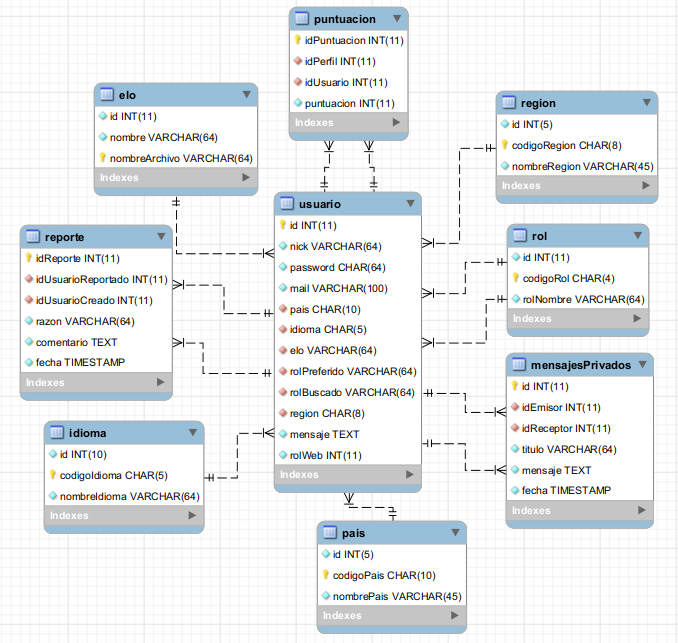 puntuacion
idPuntuacion INT(11)
idPerfil INT(11)
idUsuario INT(11)
puntuacion INT(11)
Indexes
elo
id INT(11)
nombre VARCHAR(64)
nombreArchivo VARCHAR(64)
Indexes
region
id INT(5)
codigoRegion CHAR(8)
nombreRegion VARCHAR(45)
Indexes
usuario
id INT(11)
nick VARCHAR(64)
password CHAR(64)
mail VARCHAR(100)
pais CHAR(10)
idioma CHAR(5)
elo VARCHAR(64)
rolPreferido VARCHAR(64)
rolBuscado VARCHAR(64)
region CHAR(8)
mensaje TEXT
rolWeb INT(11)
Indexes
reporte
idReporte INT(11)
idUsuarioReportado INT(11)
idUsuarioCreado INT(11)
razon VARCHAR(64)
comentario TEXT
fecha TIMESTAMP
Indexes
rol
id INT(11)
codigoRol CHAR(4)
rolNombre VARCHAR(64)
Indexes
mensajesPrivados
id INT(11)
idEmisor INT(11)
idReceptor INT(11)
titulo VARCHAR(64)
mensaje TEXT
fecha TIMESTAMP
Indexes
idioma
id INT(10)
codigoIdioma CHAR(5)
nombreIdioma VARCHAR(64)
Indexes
pais
id INT(5)
codigoPais CHAR(10)
nombrePais VARCHAR(45)
Indexes